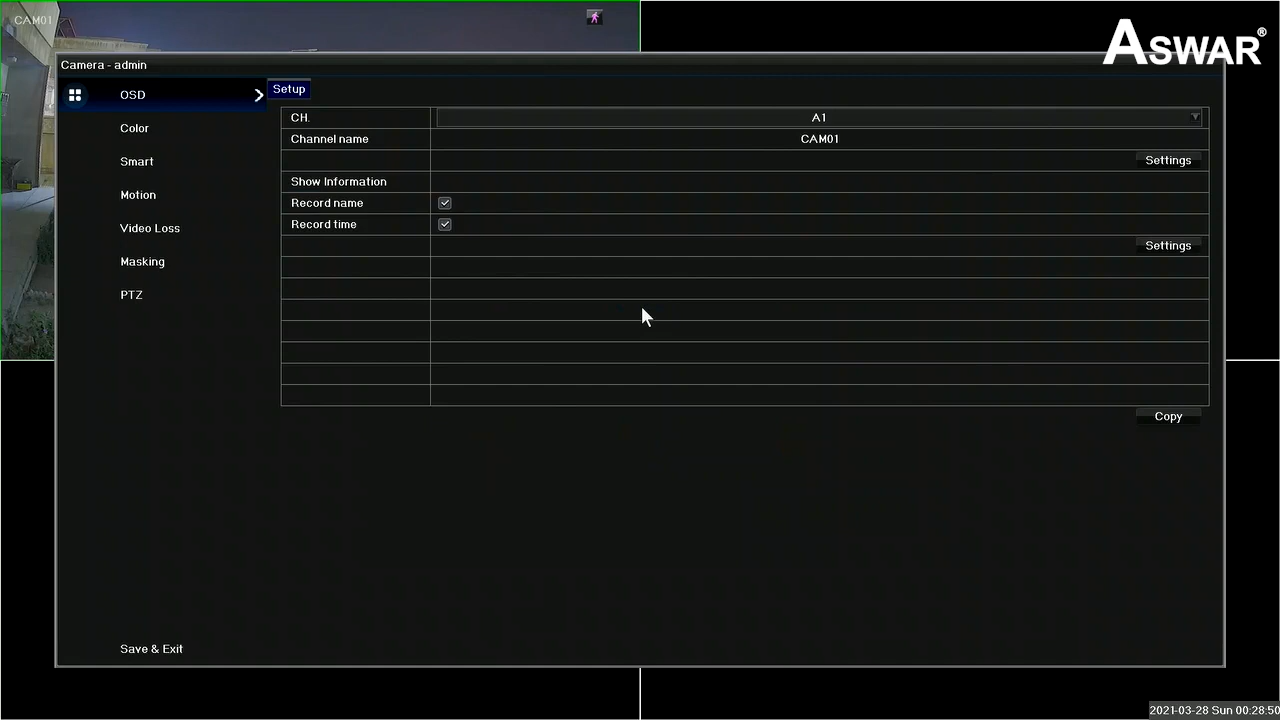 CAM01
ASWAR®
Camera - admin
OSD
Color
Smart
Motion
Video Loss
Masking
PTZ
Save & Exit
Setup
CH. A1
Channel name CAM01
Settings
Show Information
Record name
Record time
Settings
Copy
2021-03-28 Sun 00:28:50